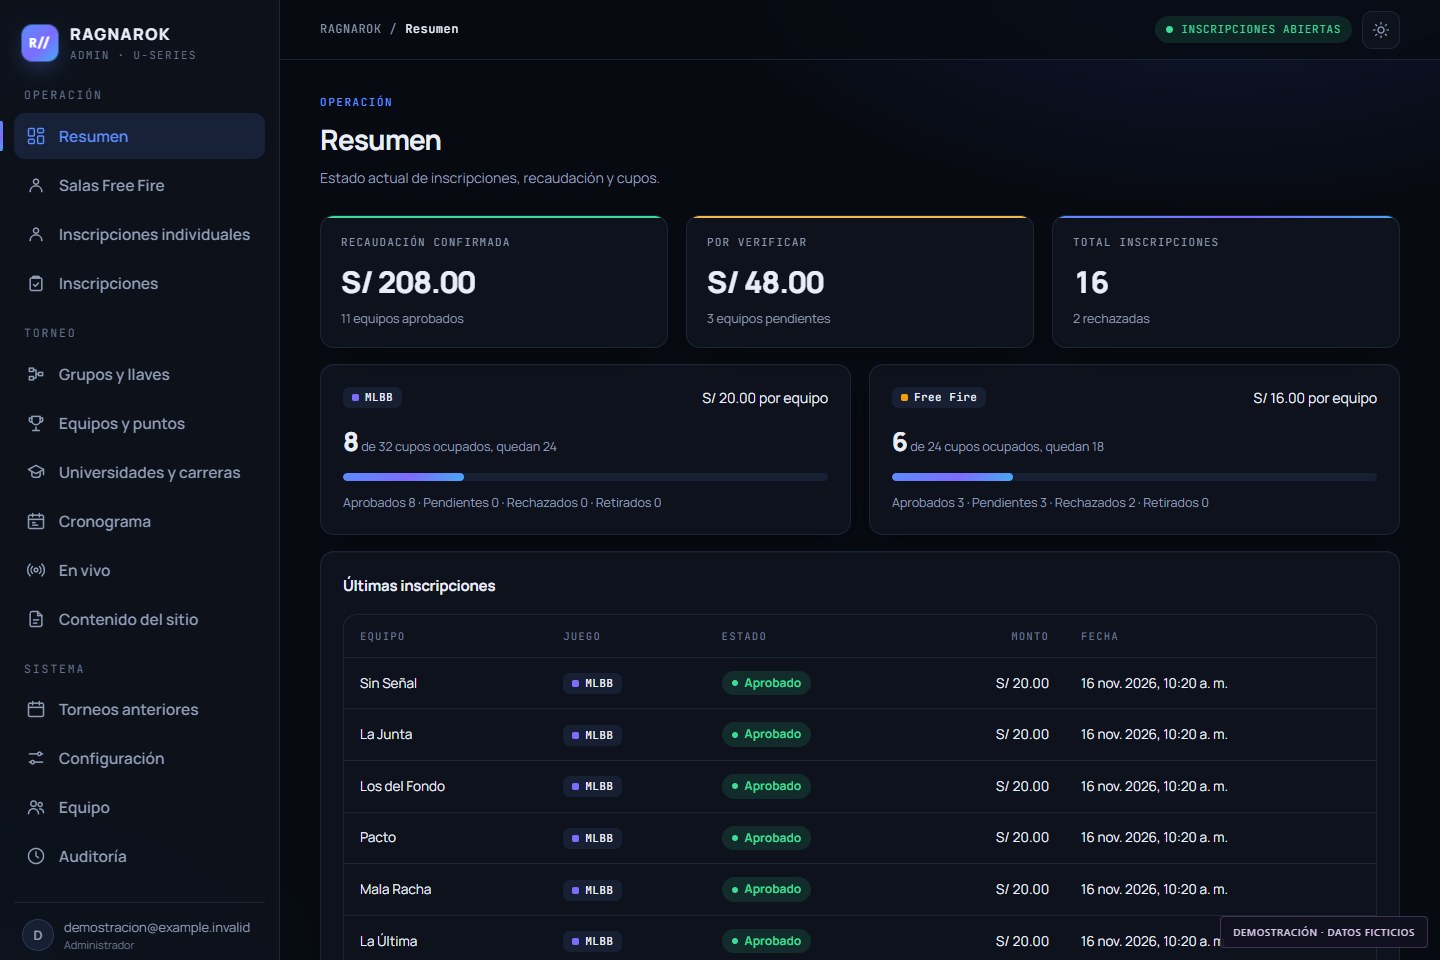 R//
RAGNAROK
ADMIN · U-SERIES
OPERACIÓN
Resumen
Salas Free Fire
Inscripciones individuales
Inscripciones
TORNEO
Grupos y llaves
Equipos y puntos
Universidades y carreras
Cronograma
En vivo
Contenido del sitio
SISTEMA
Torneos anteriores
Configuración
Equipo
Auditoría
D
demostracion@example.invalid
Administrador
RAGNAROK / Resumen
INSCRIPCIONES ABIERTAS
OPERACIÓN
Resumen
Estado actual de inscripciones, recaudación y cupos.
RECAUDACIÓN CONFIRMADA
S/ 208.00
11 equipos aprobados
POR VERIFICAR
S/ 48.00
3 equipos pendientes
TOTAL INSCRIPCIONES
16
2 rechazadas
MLBB
S/ 20.00 por equipo
8 de 32 cupos ocupados, quedan 24
Aprobados 8 · Pendientes 0 · Rechazados 0 · Retirados 0
Free Fire
S/ 16.00 por equipo
6 de 24 cupos ocupados, quedan 18
Aprobados 3 · Pendientes 3 · Rechazados 2 · Retirados 0
Últimas inscripciones
EQUIPO JUEGO ESTADO MONTO FECHA
Sin Señal MLBB Aprobado S/ 20.00 16 nov. 2026, 10:20 a. m.
La Junta MLBB Aprobado S/ 20.00 16 nov. 2026, 10:20 a. m.
Los del Fondo MLBB Aprobado S/ 20.00 16 nov. 2026, 10:20 a. m.
Pacto MLBB Aprobado S/ 20.00 16 nov. 2026, 10:20 a. m.
Mala Racha MLBB Aprobado S/ 20.00 16 nov. 2026, 10:20 a. m.
La Última MLBB Aprobado S/ 20.00 16 nov. 2026, 10:20 a.
DEMOSTRACIÓN · DATOS FICTICIOS